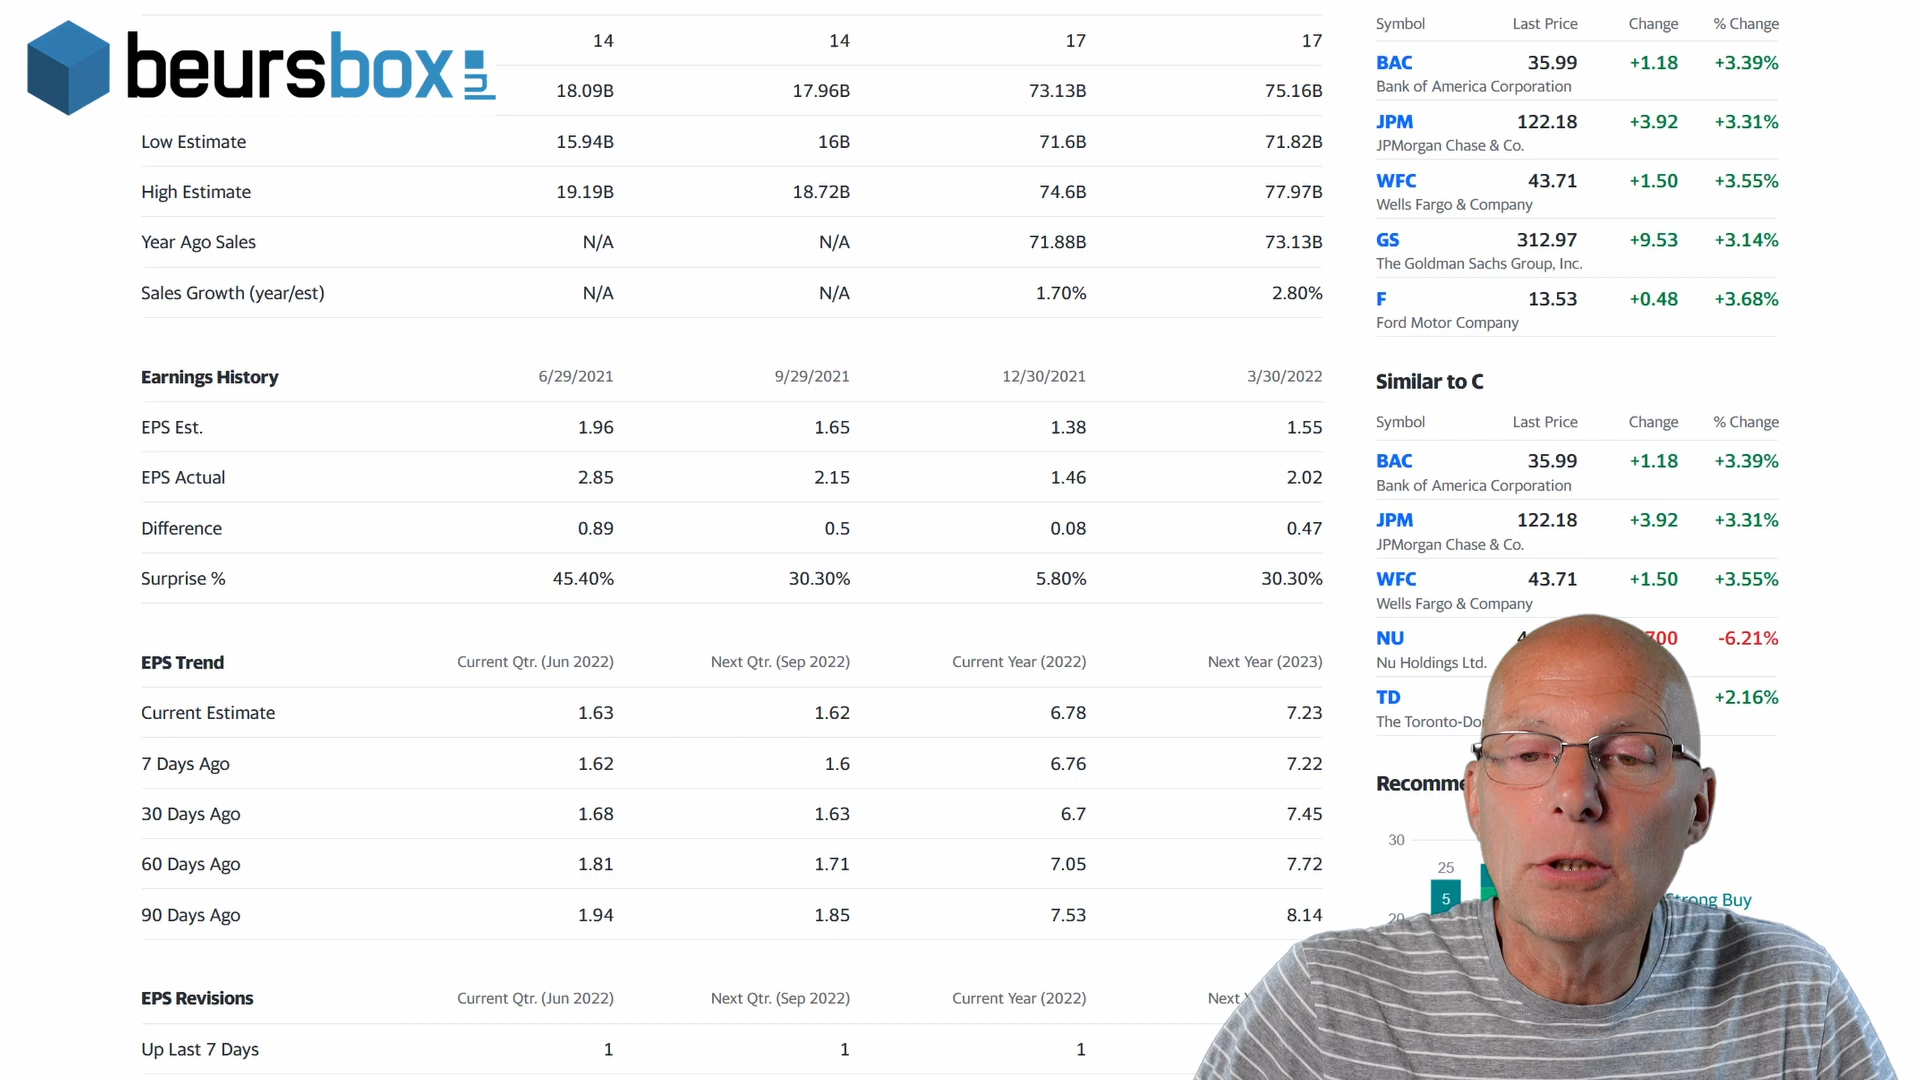 beursbox.nl
14 14 17 17
18.09B 17.96B 73.13B 75.16B
Low Estimate 15.94B 16B 71.6B 71.82B
High Estimate 19.19B 18.72B 74.6B 77.97B
Year Ago Sales N/A N/A 71.88B 73.13B
Sales Growth (year/est) N/A N/A 1.70% 2.80%
Earnings History 6/29/2021 9/29/2021 12/30/2021 3/30/2022
EPS Est. 1.96 1.65 1.38 1.55
EPS Actual 2.85 2.15 1.46 2.02
Difference 0.89 0.5 0.08 0.47
Surprise % 45.40% 30.30% 5.80% 30.30%
EPS Trend Current Qtr. (Jun 2022) Next Qtr. (Sep 2022) Current Year (2022) Next Year (2023)
Current Estimate 1.63 1.62 6.78 7.23
7 Days Ago 1.62 1.6 6.76 7.22
30 Days Ago 1.68 1.63 6.7 7.45
60 Days Ago 1.81 1.71 7.05 7.72
90 Days Ago 1.94 1.85 7.53 8.14
EPS Revisions Current Qtr. (Jun 2022) Next Qtr. (Sep 2022) Current Year (2022) Next
Up Last 7 Days 1 1 1
Symbol Last Price Change % Change
BAC 35.99 +1.18 +3.39%
Bank of America Corporation
JPM 122.18 +3.92 +3.31%
JPMorgan Chase & Co.
WFC 43.71 +1.50 +3.55%
Wells Fargo & Company
GS 312.97 +9.53 +3.14%
The Goldman Sachs Group, Inc.
F 13.53 +0.48 +3.68%
Ford Motor Company
Similar to C
Symbol Last Price Change % Change
BAC 35.99 +1.18 +3.39%
Bank of America Corporation
JPM 122.18 +3.92 +3.31%
JPMorgan Chase & Co.
WFC 43.71 +1.50 +3.55%
Wells Fargo & Company
NU 700 -6.21%
Nu Holdings Ltd.
TD +2.16%
The Toronto-Do
Recomme
30
25
5
20
Strong Buy